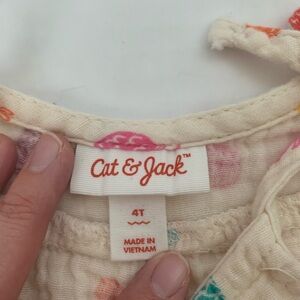 Cat & Jack™
4T
MADE IN
VIETNAM